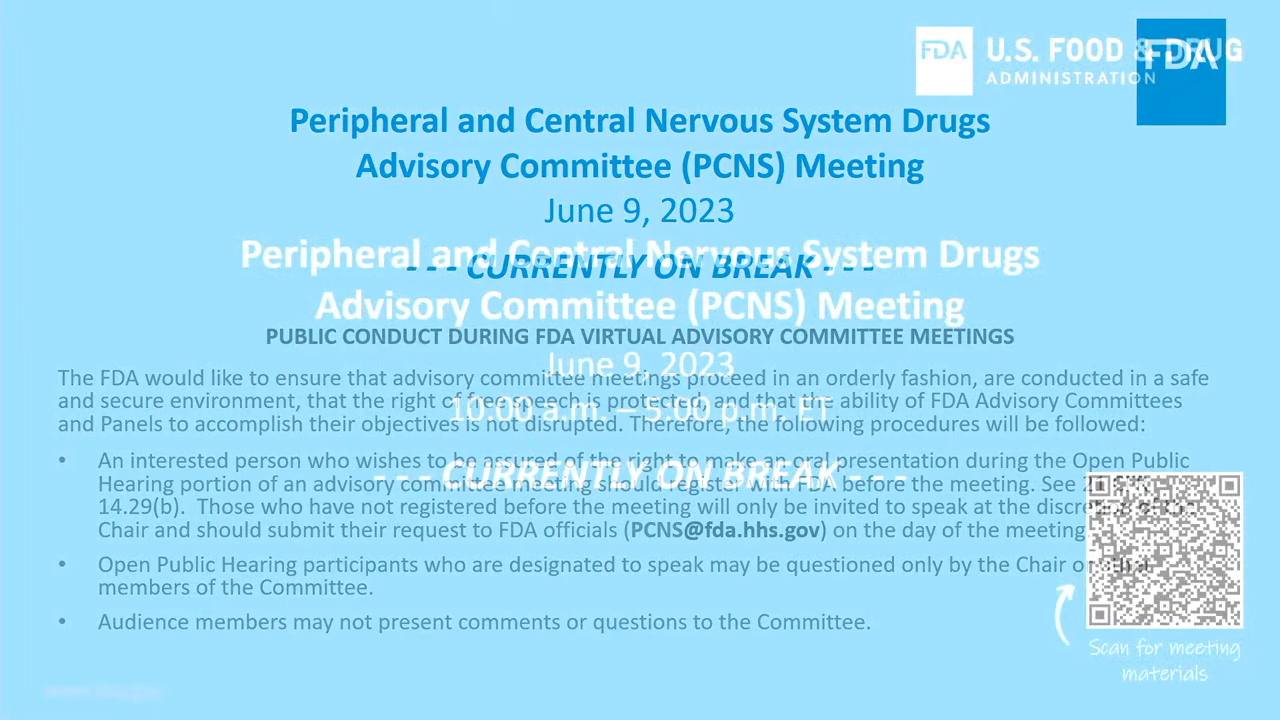 FDA U.S. FOOD & DRUG
ADMINISTRATION
FDA
Peripheral and Central Nervous System Drugs
Advisory Committee (PCNS) Meeting
June 9, 2023
- - - CURRENTLY ON BREAK - - -
Peripheral and Central Nervous System Drugs
Advisory Committee (PCNS) Meeting
June 9, 2023
10:00 a.m. – 5:00 p.m. ET
- - - CURRENTLY ON BREAK - - -
PUBLIC CONDUCT DURING FDA VIRTUAL ADVISORY COMMITTEE MEETINGS
The FDA would like to ensure that advisory committee meetings proceed in an orderly fashion, are conducted in a safe
and secure environment, that the right of free speech is protected, and that the ability of FDA Advisory Committees
and Panels to accomplish their objectives is not disrupted. Therefore, the following procedures will be followed:
• An interested person who wishes to be assured of the right to make an oral presentation during the Open Public
Hearing portion of an advisory committee meeting should register with FDA before the meeting. See
14.29(b). Those who have not registered before the meeting will only be invited to speak at the discretion of the
Chair and should submit their request to FDA officials (PCNS@fda.hhs.gov) on the day of the meeting
• Open Public Hearing participants who are designated to speak may be questioned only by the Chair or
members of the Committee.
• Audience members may not present comments or questions to the Committee.
Scan for meeting
materials